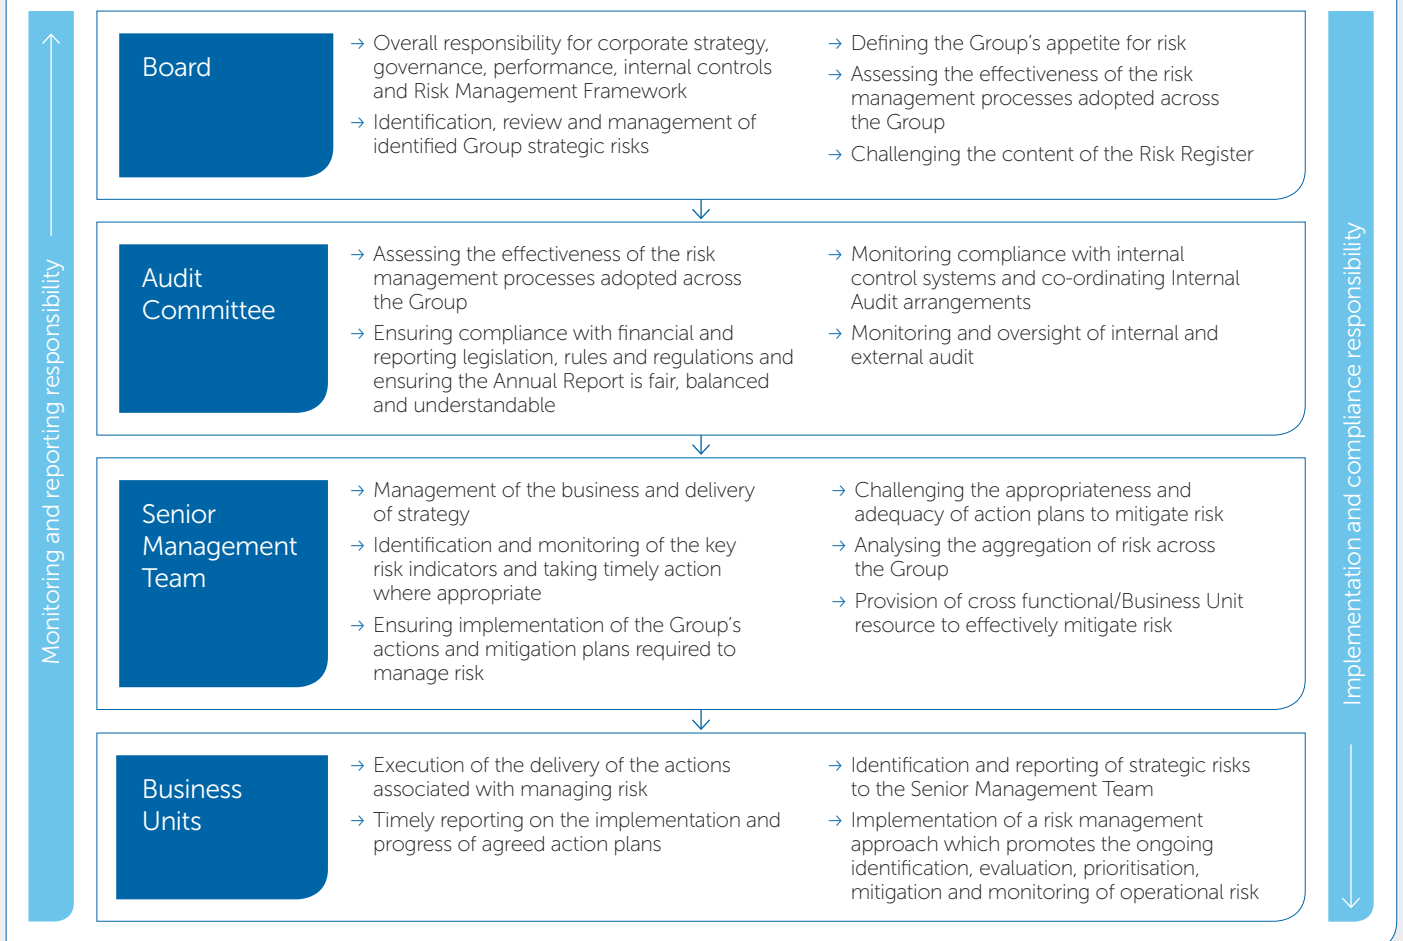 Monitoring and reporting responsibility
Board
→ Overall responsibility for corporate strategy,
governance, performance, internal controls
and Risk Management Framework
→ Identification, review and management of
identified Group strategic risks
→ Defining the Group's appetite for risk
→ Assessing the effectiveness of the risk
management processes adopted across
the Group
→ Challenging the content of the Risk Register
Audit
Committee
→ Assessing the effectiveness of the risk
management processes adopted across
the Group
→ Ensuring compliance with financial and
reporting legislation, rules and regulations and
ensuring the Annual Report is fair, balanced
and understandable
→ Monitoring compliance with internal
control systems and co-ordinating Internal
Audit arrangements
→ Monitoring and oversight of internal and
external audit
Senior
Management
Team
→ Management of the business and delivery
of strategy
→ Identification and monitoring of the key
risk indicators and taking timely action
where appropriate
→ Ensuring implementation of the Group's
actions and mitigation plans required to
manage risk
→ Challenging the appropriateness and
adequacy of action plans to mitigate risk
→ Analysing the aggregation of risk across
the Group
→ Provision of cross functional/Business Unit
resource to effectively mitigate risk
Business
Units
→ Execution of the delivery of the actions
associated with managing risk
→ Timely reporting on the implementation and
progress of agreed action plans
→ Identification and reporting of strategic risks
to the Senior Management Team
→ Implementation of a risk management
approach which promotes the ongoing
identification, evaluation, prioritisation,
mitigation and monitoring of operational risk
Implementation and compliance responsibility